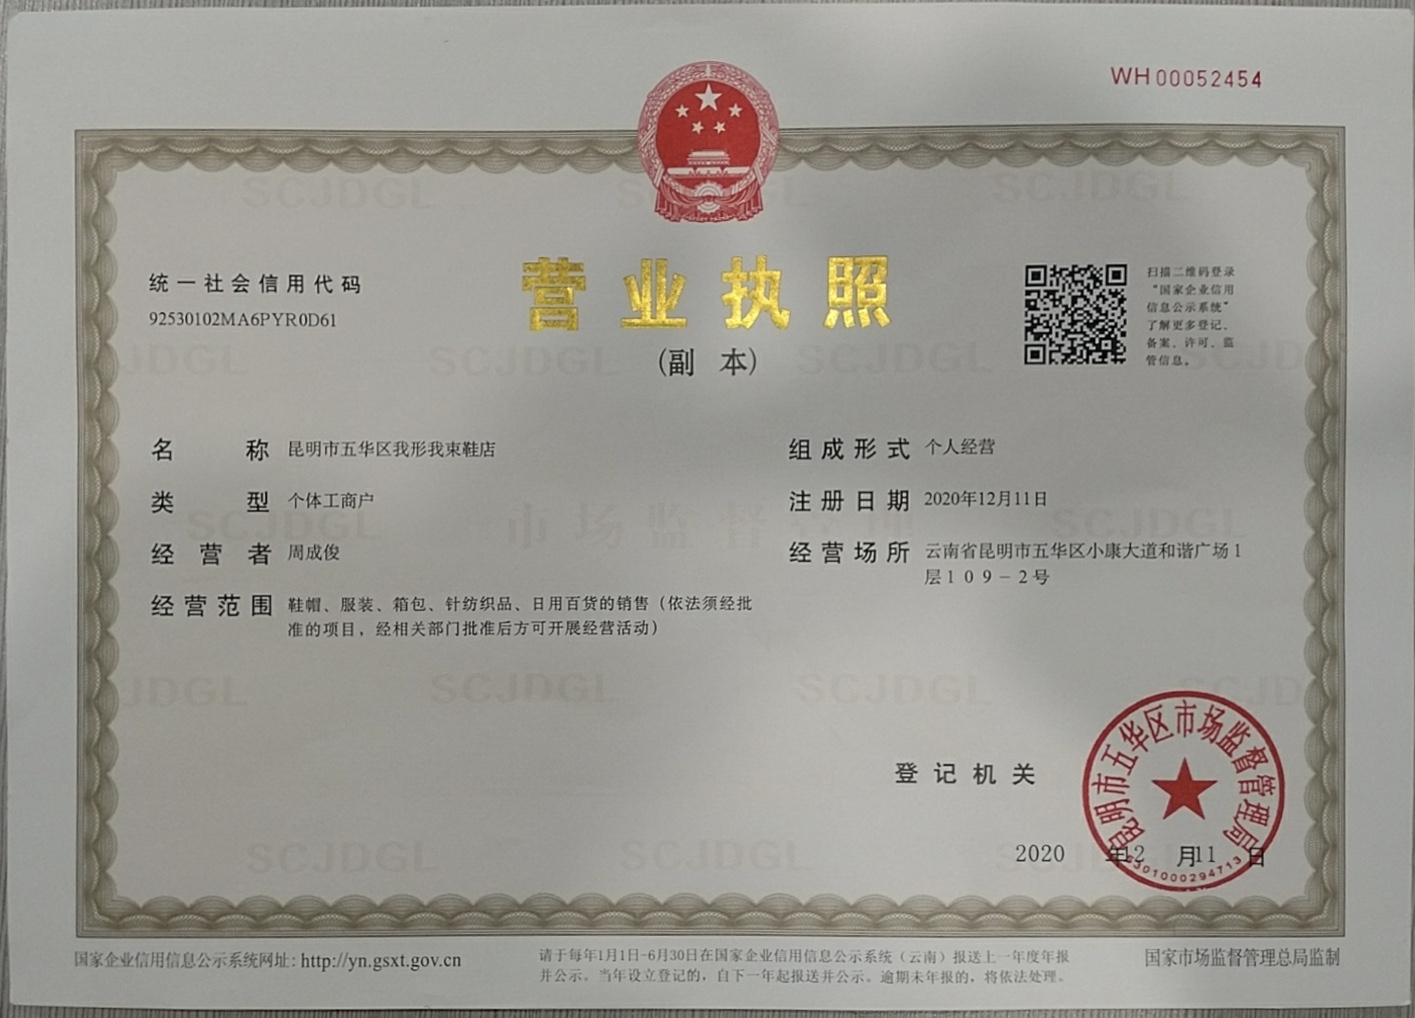 WH00052454
统一社会信用代码
92530102MA6PYR0D61
营业执照
(副 本)
扫描二维码登录
“国家企业信用
信息公示系统”
了解更多登记、
备案、许可、监
管信息。
名 称 昆明市五华区我形我束鞋店
类 型 个体工商户
经 营 者 周成俊
经营范围 鞋帽、服装、箱包、针纺织品、日用百货的销售（依法须经批
准的项目，经相关部门批准后方可开展经营活动）
组成形式 个人经营
注册日期 2020年12月11日
经营场所 云南省昆明市五华区小康大道和谐广场1
层109-2号
登记机关
昆明市五华区市场监督管理局
5301000294713
2020 年12 月11 日
国家企业信用信息公示系统网址: http://yn.gsxt.gov.cn
请于每年1月1日-6月30日在国家企业信用信息公示系统（云南）报送上一年度年报
并公示。当年设立登记的，自下一年起报送并公示。逾期未年报的，将依法处理。
国家市场监督管理总局监制